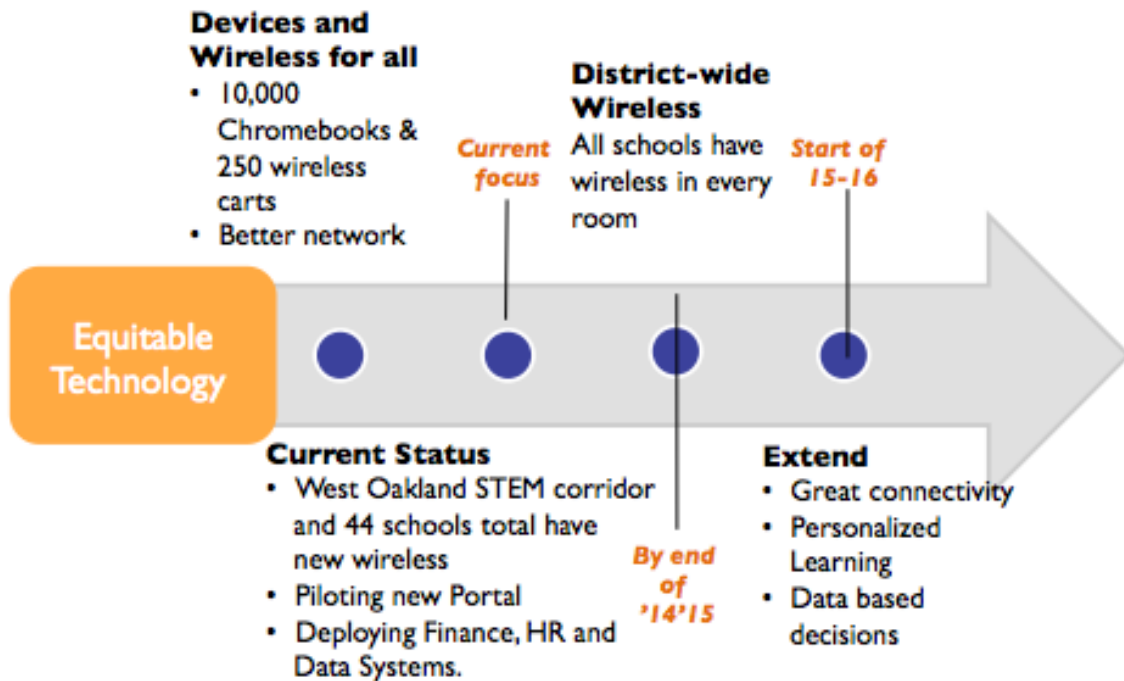 Devices and
Wireless for all
• 10,000
Chromebooks &
250 wireless
carts
• Better network
Current
focus
District-wide
Wireless
All schools have
wireless in every
room
Start of
15-16
Equitable
Technology
Current Status
• West Oakland STEM corridor
and 44 schools total have
new wireless
• Piloting new Portal
• Deploying Finance, HR and
Data Systems.
By end
of
’14’15
Extend
• Great connectivity
• Personalized
Learning
• Data based
decisions